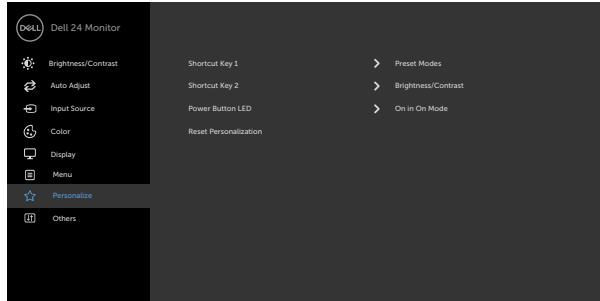 DELL Dell 24 Monitor
Brightness/Contrast
Auto Adjust
Input Source
Color
Display
Menu
Personalize
Others
Shortcut Key 1 Preset Modes
Shortcut Key 2 Brightness/Contrast
Power Button LED On in On Mode
Reset Personalization